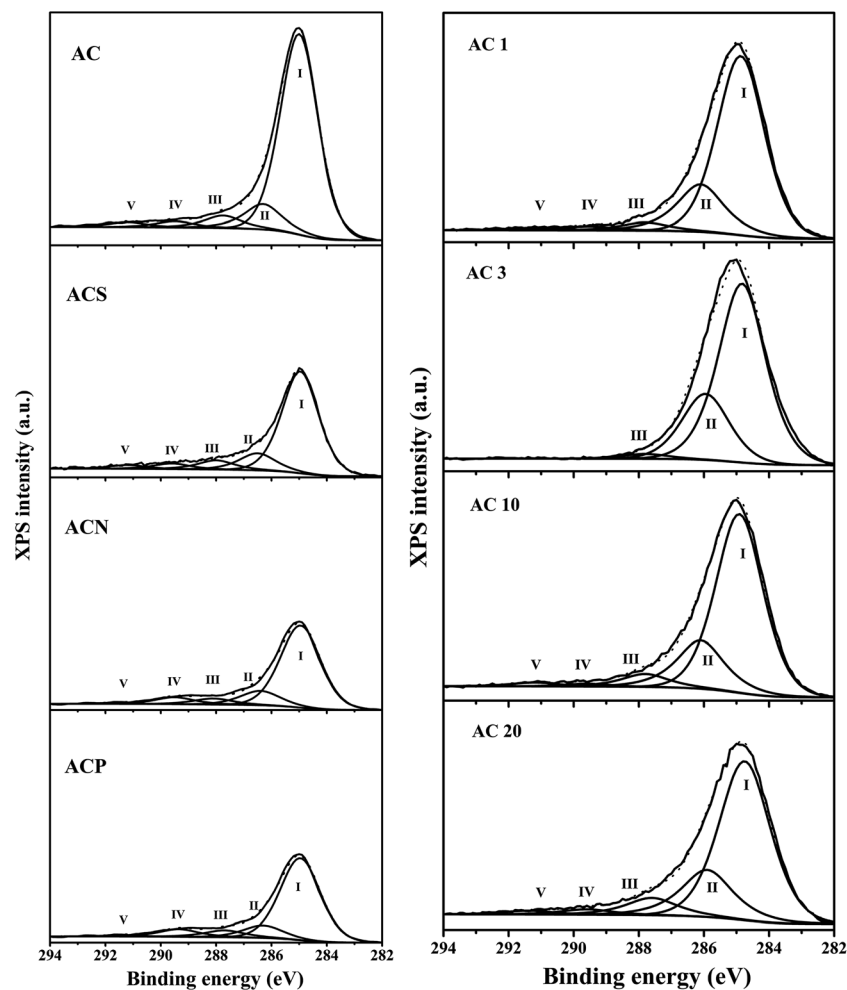 AC
I
II
III
IV
V
ACS
I
II
III
IV
V
ACN
I
II
III
IV
V
ACP
I
II
III
IV
V
294 292 290 288 286 284 282
Binding energy (eV)
XPS intensity (a.u.)
AC 1
I
II
III
IV
V
AC 3
I
II
III
AC 10
I
II
III
IV
V
AC 20
I
II
III
IV
V
294 292 290 288 286 284 282
Binding energy (eV)
XPS intensity (a.u.)